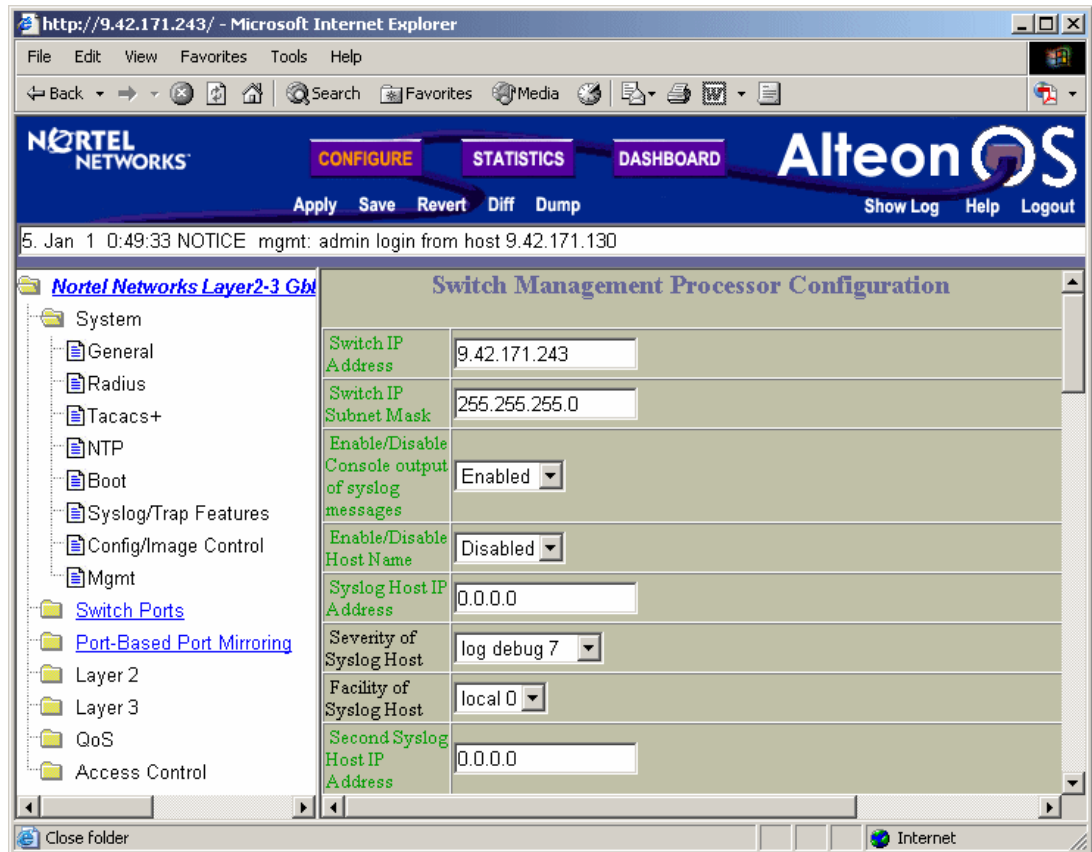 http://9.42.171.243/ - Microsoft Internet Explorer
File Edit View Favorites Tools Help
Back Search Favorites Media
NORTEL
NETWORKS
CONFIGURE STATISTICS DASHBOARD
Alteon OS
Apply Save Revert Diff Dump
Show Log Help Logout
5. Jan 1 0:49:33 NOTICE mgmt: admin login from host 9.42.171.130
Nortel Networks Layer2-3 Gb
System
General
Radius
Tacacs+
NTP
Boot
Syslog/Trap Features
Config/Image Control
Mgmt
Switch Ports
Port-Based Port Mirroring
Layer 2
Layer 3
QoS
Access Control
Switch Management Processor Configuration
Switch IP
Address
9.42.171.243
Switch IP
Subnet Mask
255.255.255.0
Enable/Disable
Console output
of syslog
messages
Enabled
Enable/Disable
Host Name
Disabled
Syslog Host IP
Address
0.0.0.0
Severity of
Syslog Host
log debug 7
Facility of
Syslog Host
local 0
Second Syslog
Host IP
Address
0.0.0.0
Close folder
Internet